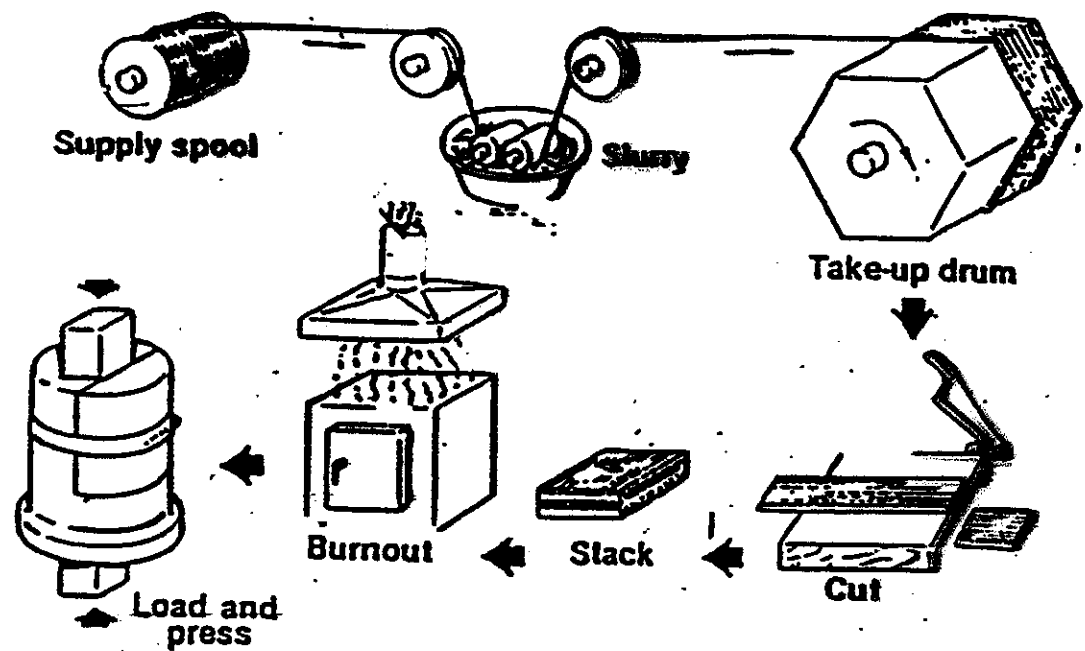 Supply spool
Slurry
Take-up drum
Cut
Stack
Burnout
Load and
press